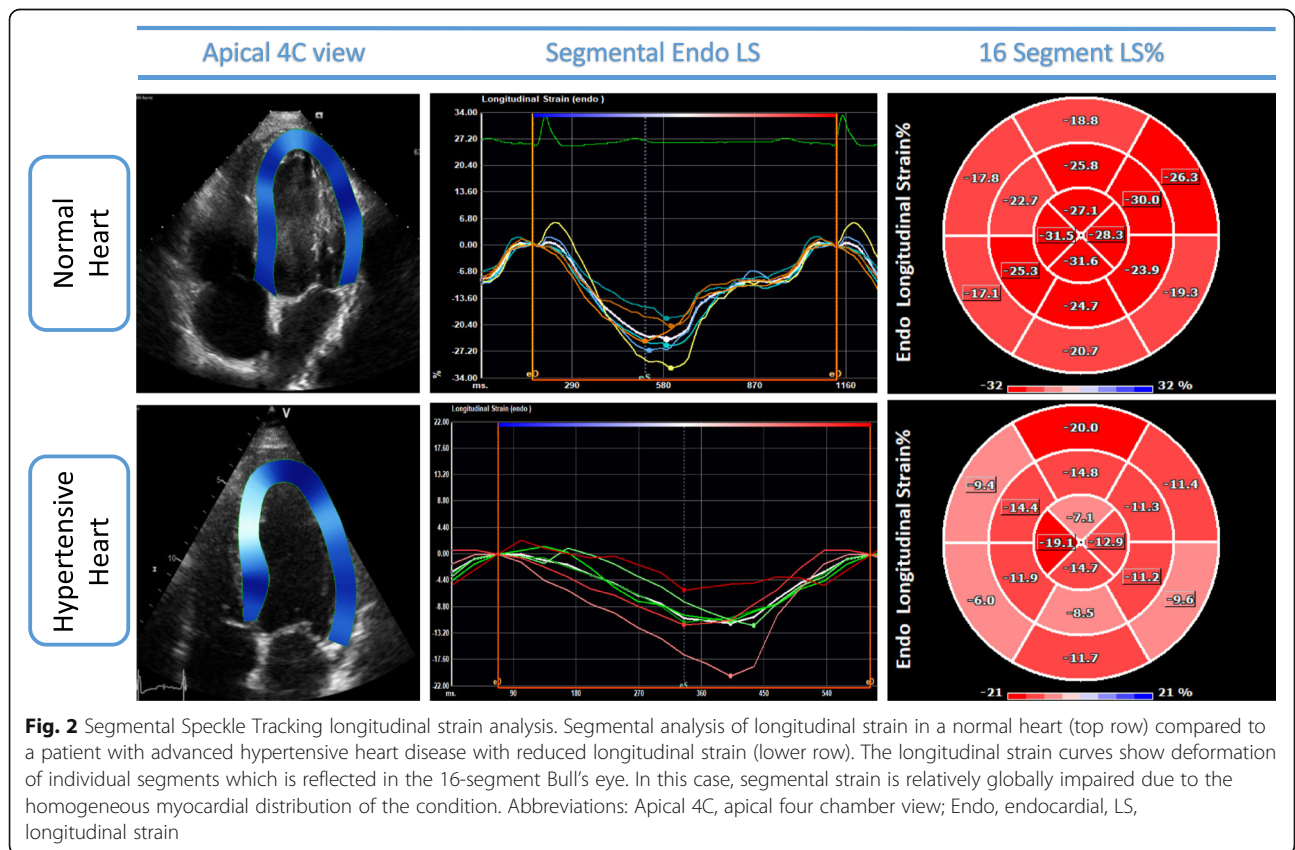 Apical 4C view
Segmental Endo LS
16 Segment LS%
Normal
Heart
Longitudinal Strain (endo)
34.00
27.20
20.40
13.60
6.80
0.00
-6.80
-13.60
-20.40
-27.20
-34.00
%
ms.
290
580
870
1160
eD
eS
eD
Endo Longitudinal Strain%
-18.8
-17.8
-26.3
-25.8
-22.7
-30.0
-27.1
-31.5
-28.3
-31.6
-25.3
-23.9
-17.1
-19.3
-24.7
-20.7
-32
32 %
Hypertensive
Heart
V
5
10
Longitudinal Strain (endo)
22.00
17.60
13.20
8.80
4.40
0.00
-4.40
-8.80
-13.20
-17.60
-22.00
ms.
90
180
270
360
450
540
eD
eS
eD
Endo Longitudinal Strain%
-20.0
-9.4
-11.4
-14.8
-14.4
-11.3
-7.1
-19.1
-12.9
-14.7
-11.9
-11.2
-6.0
-9.6
-8.5
-11.7
-21
21 %
Fig. 2 Segmental Speckle Tracking longitudinal strain analysis. Segmental analysis of longitudinal strain in a normal heart (top row) compared to
a patient with advanced hypertensive heart disease with reduced longitudinal strain (lower row). The longitudinal strain curves show deformation
of individual segments which is reflected in the 16-segment Bull's eye. In this case, segmental strain is relatively globally impaired due to the
homogeneous myocardial distribution of the condition. Abbreviations: Apical 4C, apical four chamber view; Endo, endocardial, LS,
longitudinal strain